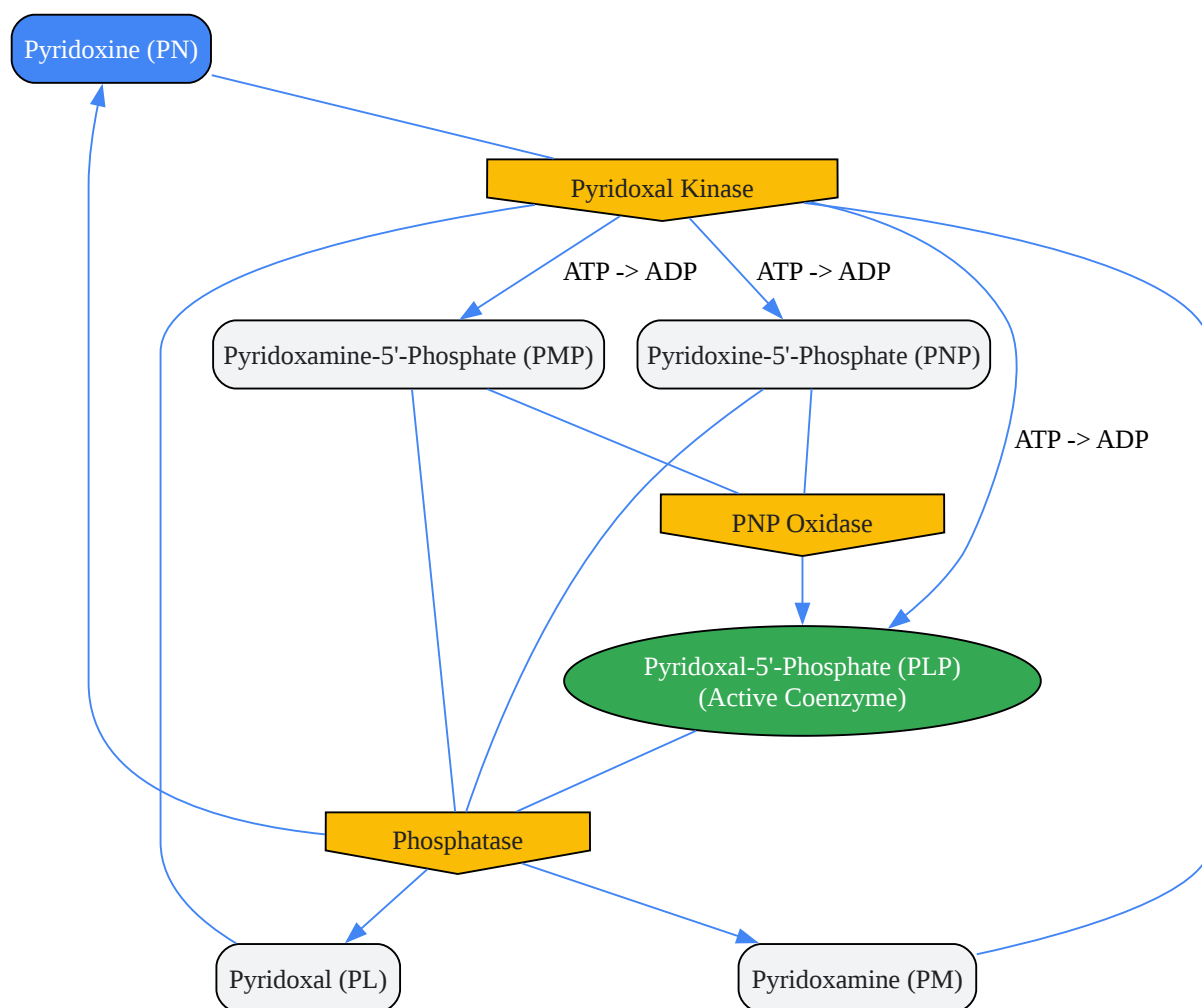 Pyridoxine (PN)
Pyridoxal Kinase
ATP -> ADP
ATP -> ADP
Pyridoxamine-5'-Phosphate (PMP)
Pyridoxine-5'-Phosphate (PNP)
ATP -> ADP
PNP Oxidase
Pyridoxal-5'-Phosphate (PLP)
(Active Coenzyme)
Phosphatase
Pyridoxal (PL)
Pyridoxamine (PM)